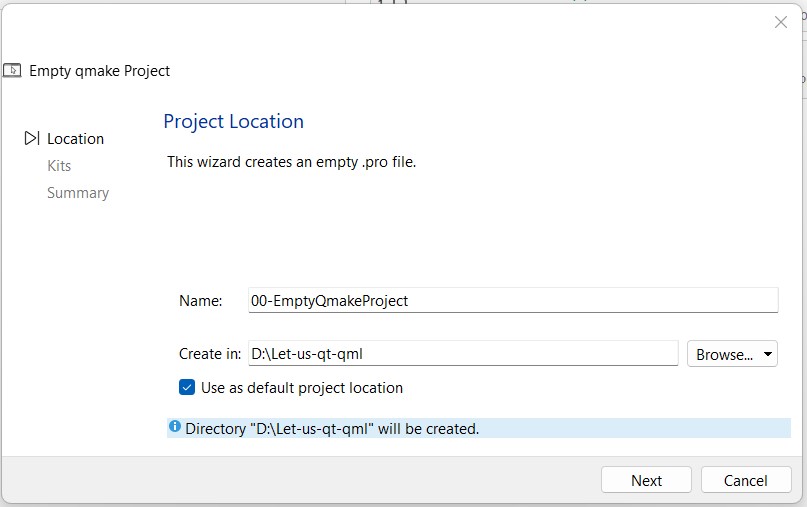 Empty qmake Project
Location
Kits
Summary
Project Location
This wizard creates an empty .pro file.
Name: 00-EmptyQmakeProject
Create in: D:\Let-us-qt-qml Browse...
Use as default project location
Directory "D:\Let-us-qt-qml" will be created.
Next Cancel